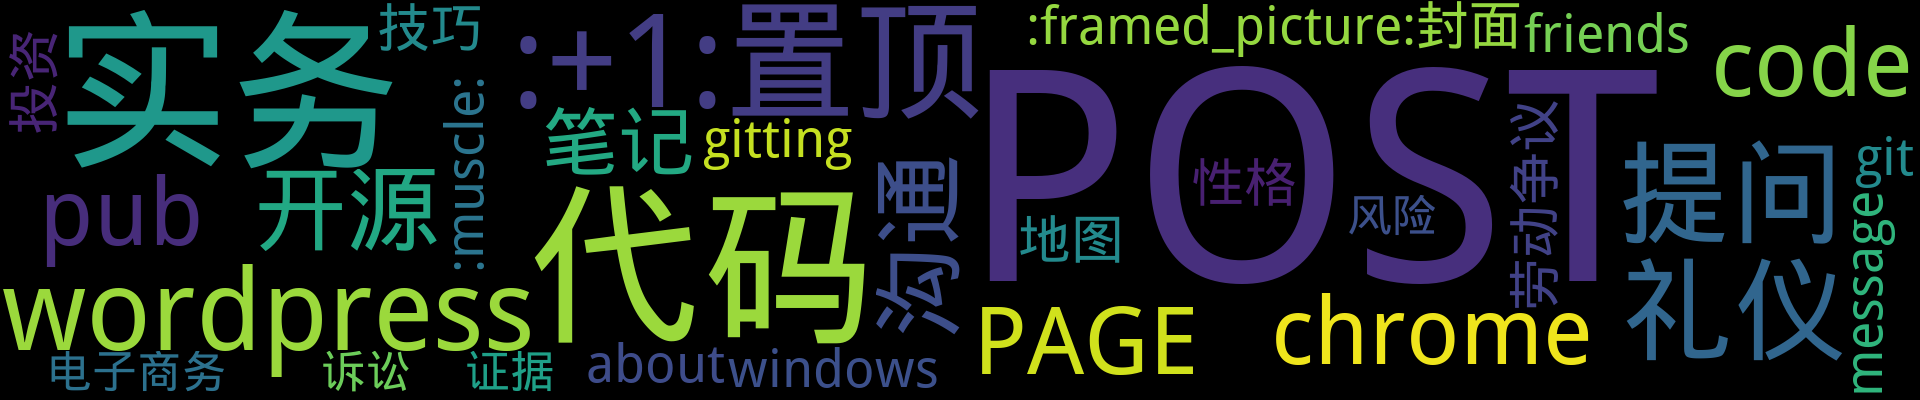 投资
实务
技巧
:+1:置顶
:framed_picture:封面
friends
code
pub
开源
:muscle:
笔记
gitting
代码
沟通
POST
性格
地图
风险
劳动争议
提问
git
礼仪
message
wordpress
PAGE
chrome
电子商务
诉讼
证据
about
windows